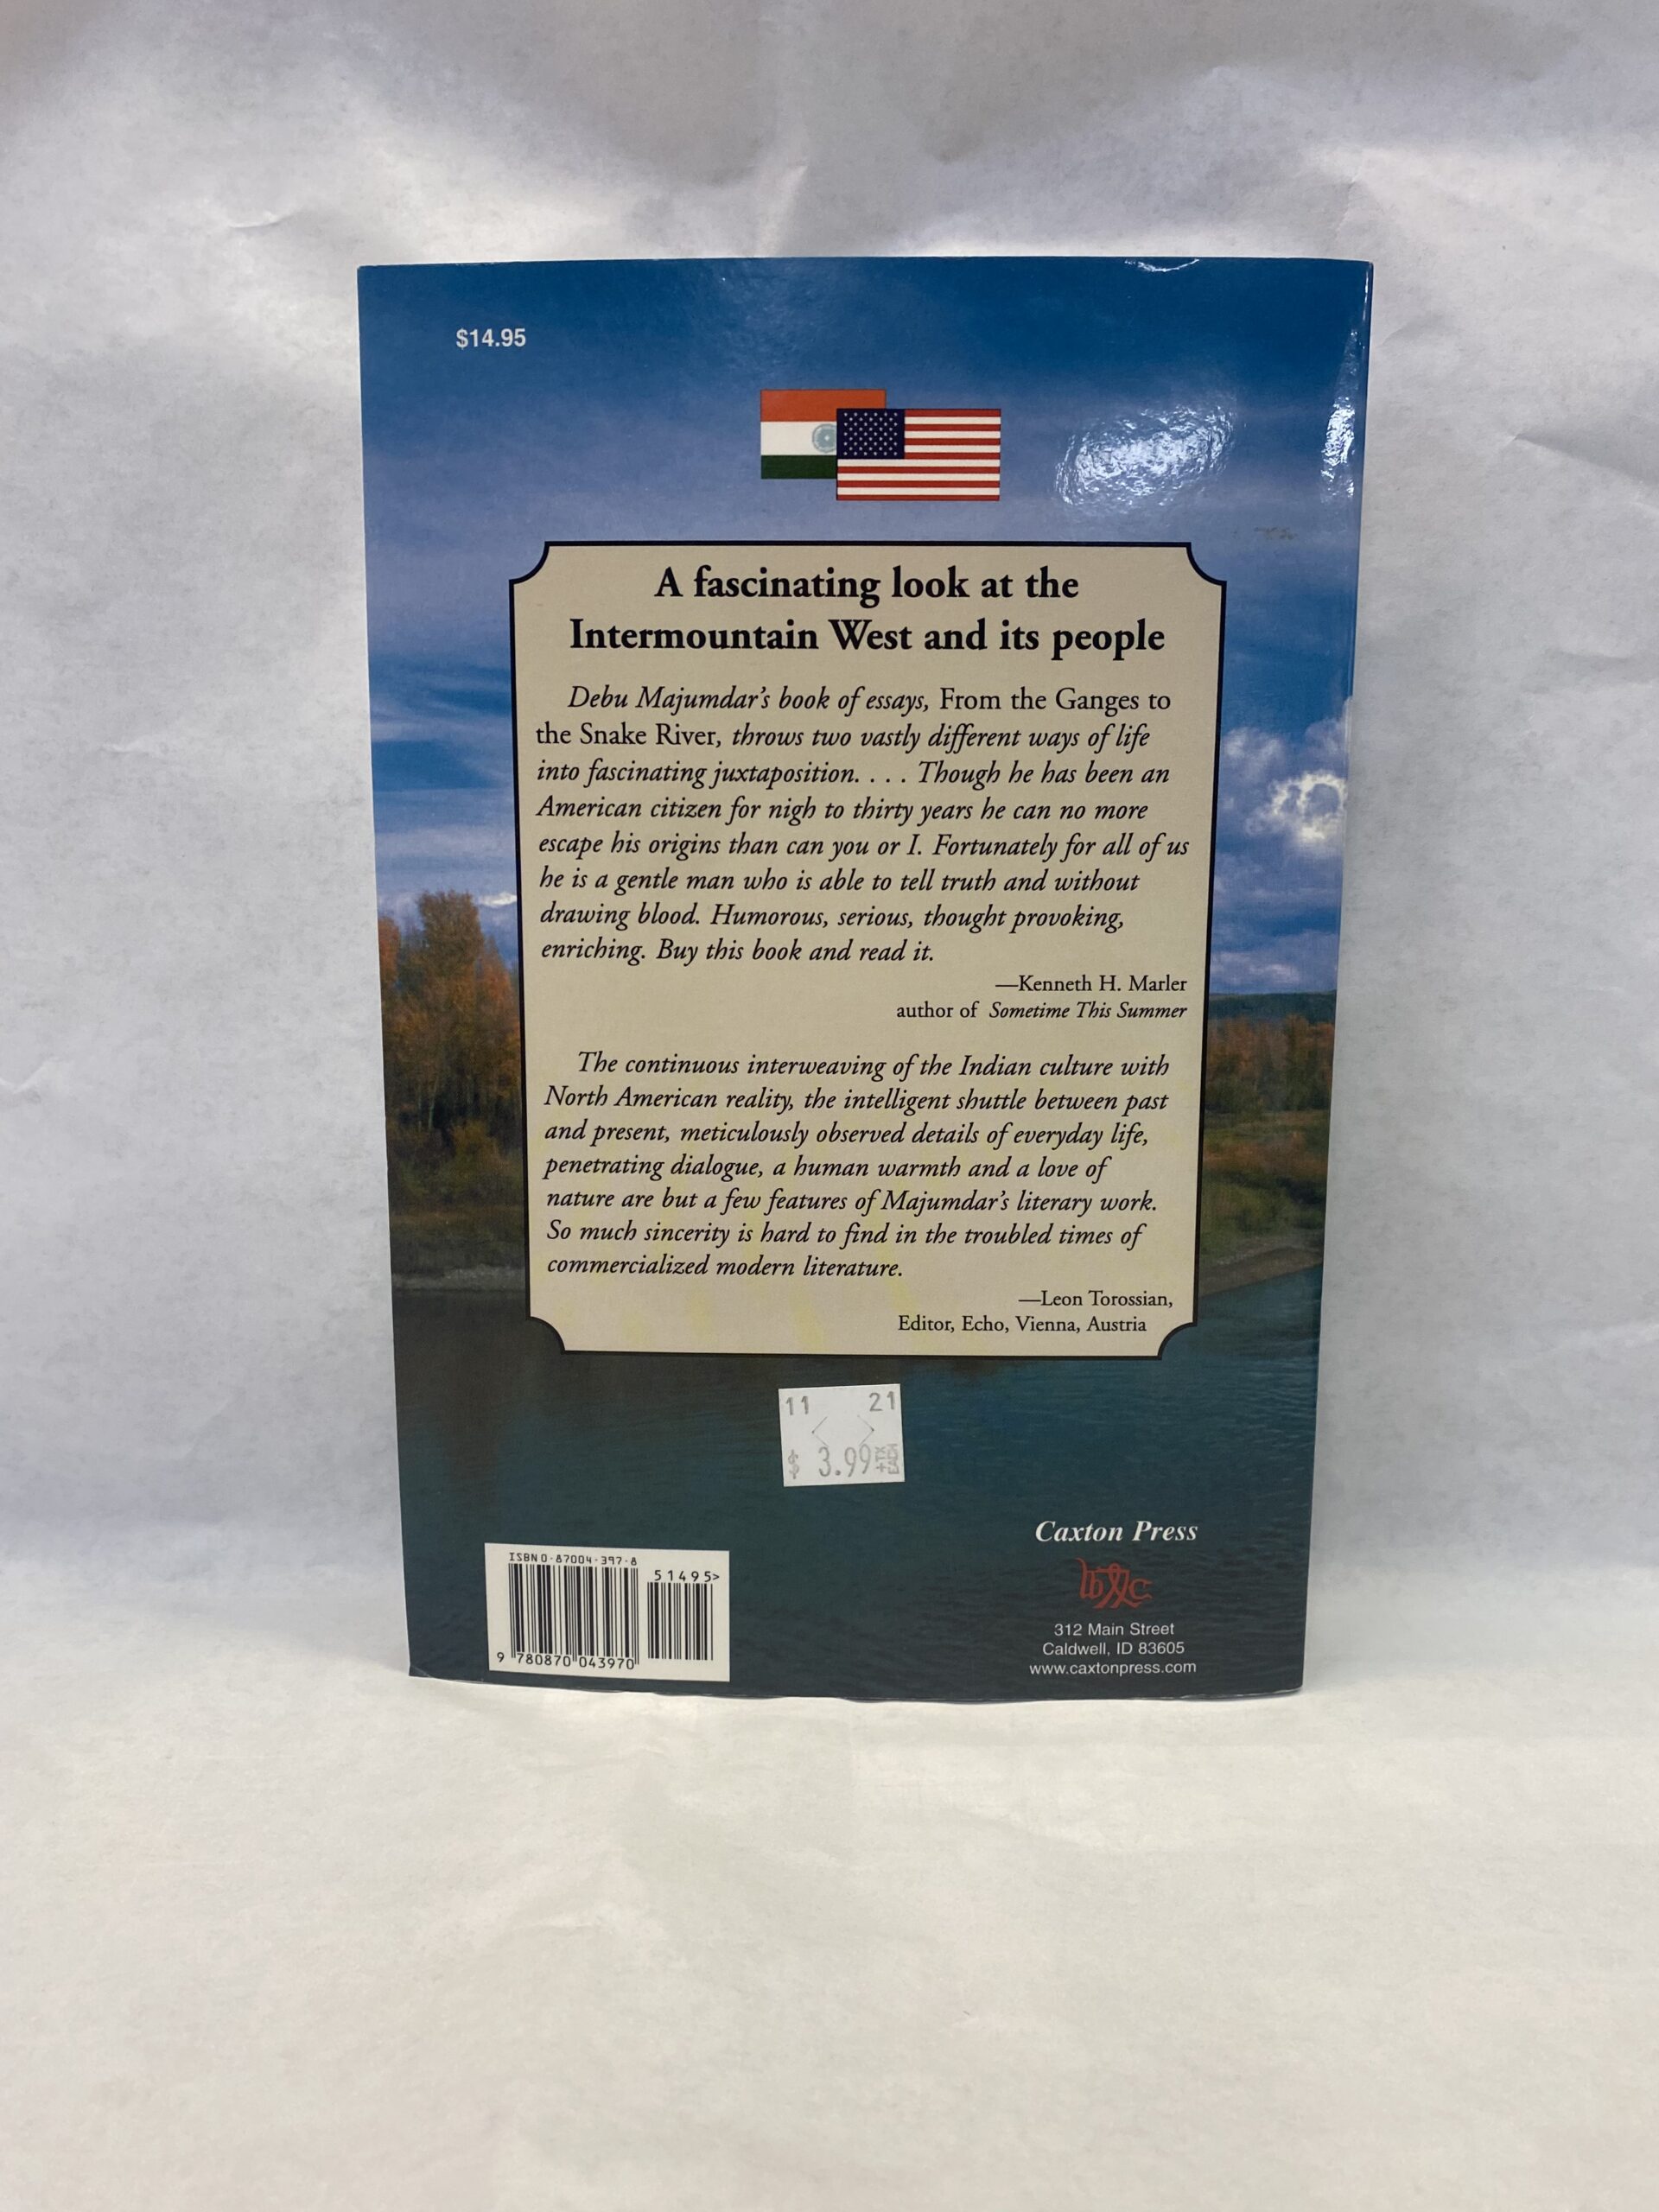 $14.95
A fascinating look at the
Intermountain West and its people
Debu Majumdar's book of essays, From the Ganges to
the Snake River, throws two vastly different ways of life
into fascinating juxtaposition. . . . Though he has been an
American citizen for nigh to thirty years he can no more
escape his origins than can you or I. Fortunately for all of us
he is a gentle man who is able to tell truth and without
drawing blood. Humorous, serious, thought provoking,
enriching. Buy this book and read it.
—Kenneth H. Marler
author of Sometime This Summer
The continuous interweaving of the Indian culture with
North American reality, the intelligent shuttle between past
and present, meticulously observed details of everyday life,
penetrating dialogue, a human warmth and a love of
nature are but a few features of Majumdar's literary work.
So much sincerity is hard to find in the troubled times of
commercialized modern literature.
—Leon Torossian,
Editor, Echo, Vienna, Austria
11 21
$ 3.99
Caxton Press
312 Main Street
Caldwell, ID 83605
www.caxtonpress.com
ISBN 0-87004-397-8
51495>
9 780870 043970